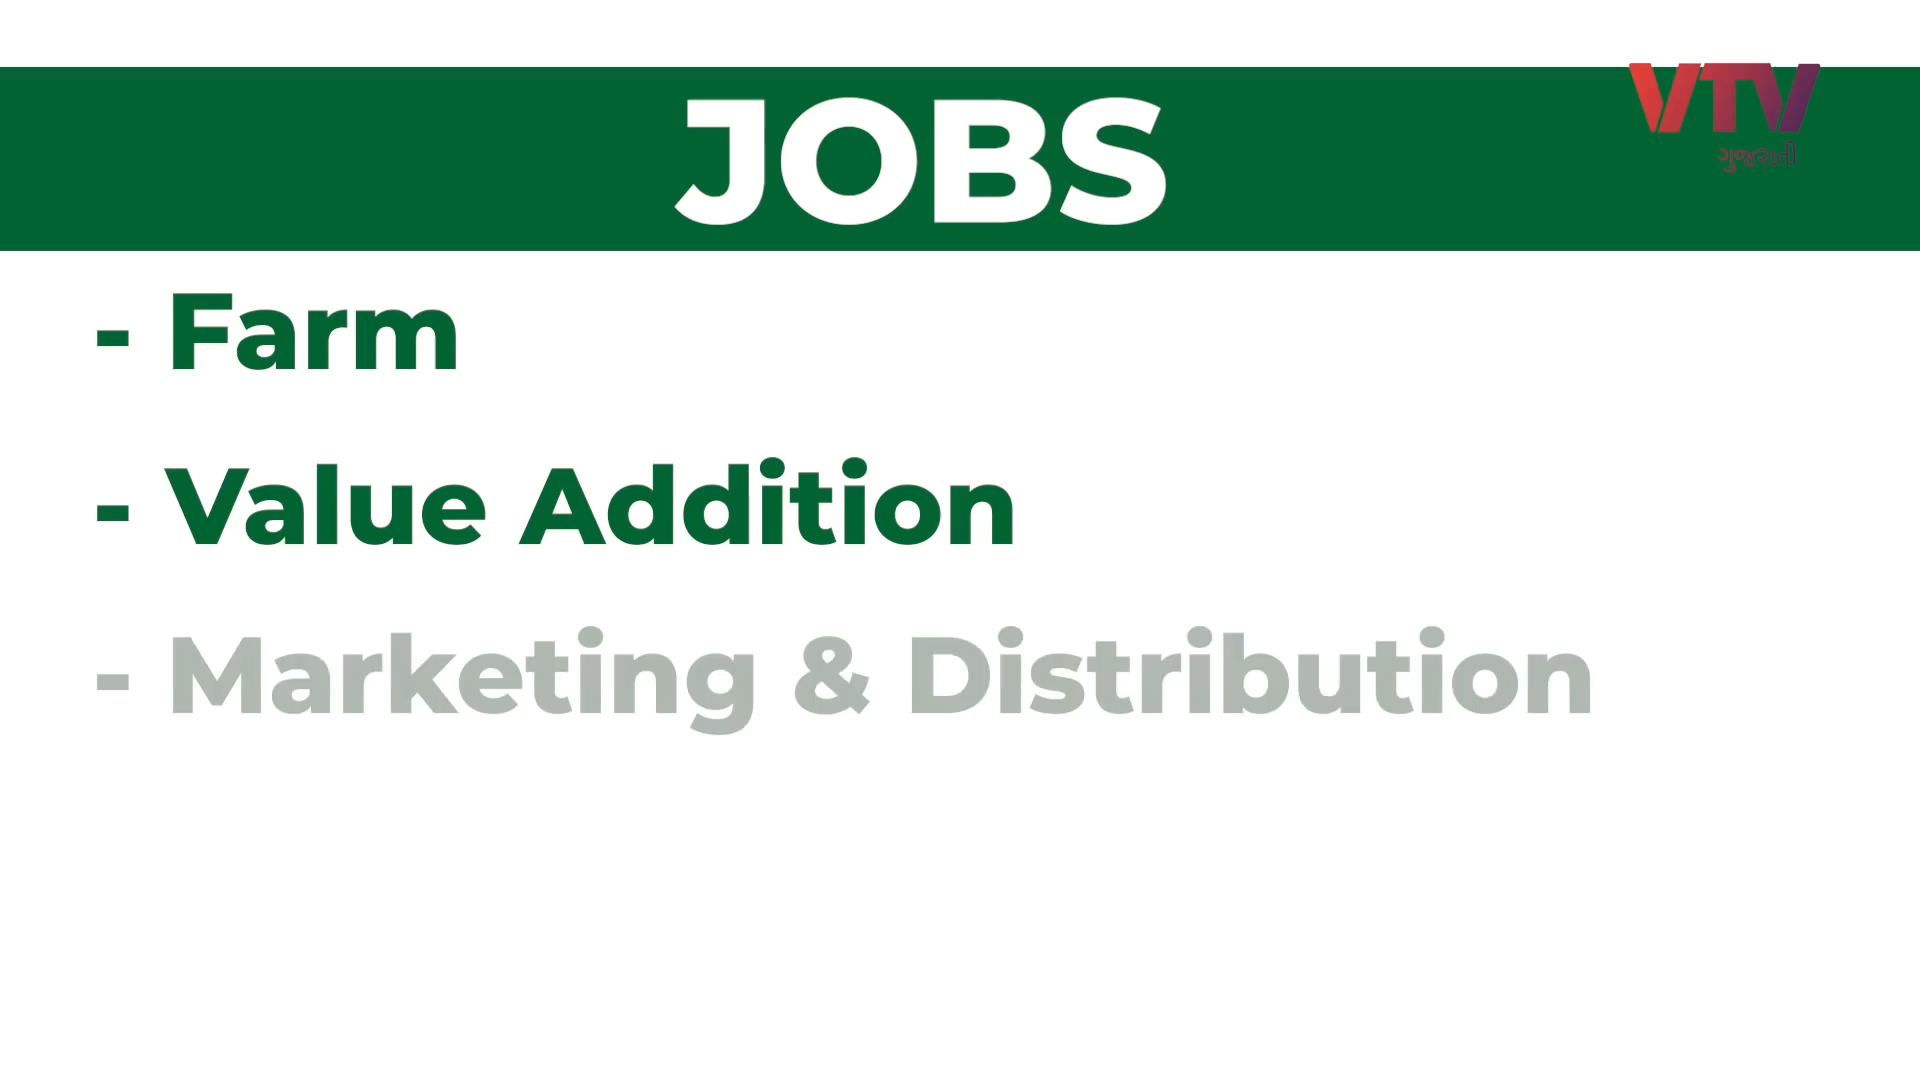 JOBS
VTV
ગુજરાતી
- Farm
- Value Addition
- Marketing & Distribution